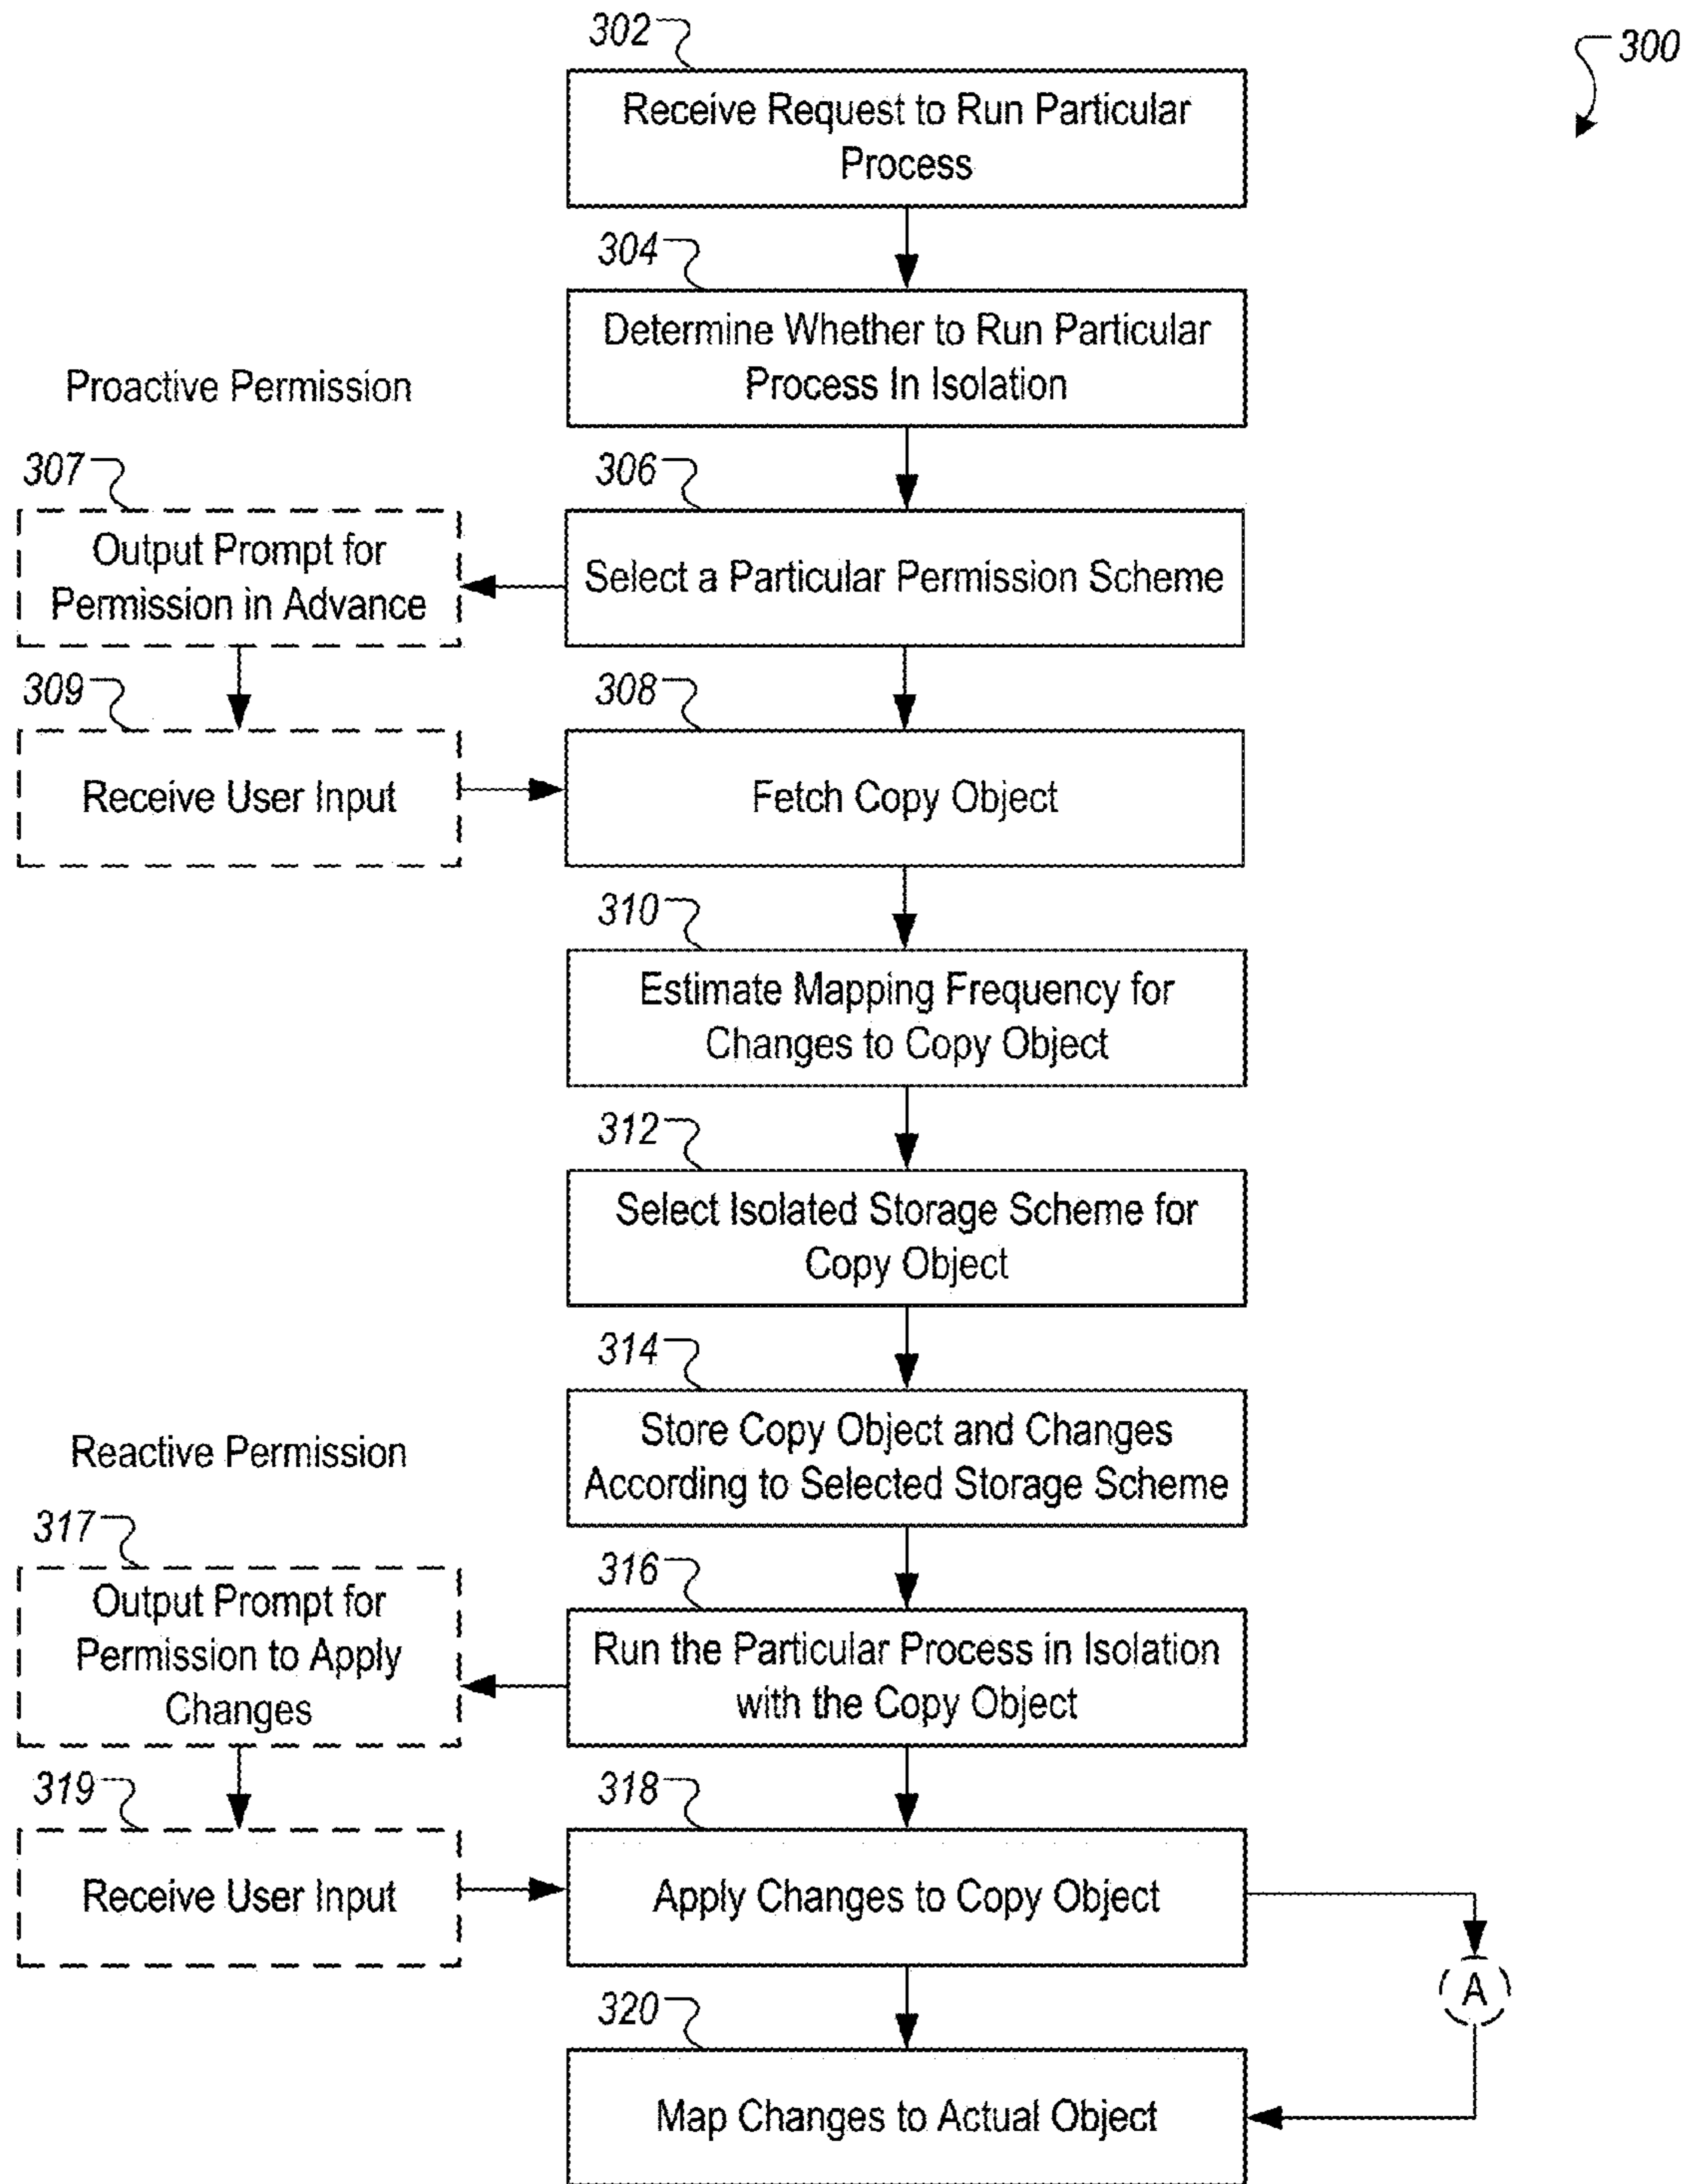 302
300
Receive Request to Run Particular
Process
304
Determine Whether to Run Particular
Process In Isolation
Proactive Permission
307
306
Output Prompt for
Permission in Advance
Select a Particular Permission Scheme
309
308
Receive User Input
Fetch Copy Object
310
Estimate Mapping Frequency for
Changes to Copy Object
312
Select Isolated Storage Scheme for
Copy Object
314
Store Copy Object and Changes
According to Selected Storage Scheme
Reactive Permission
317
316
Output Prompt for
Permission to Apply
Changes
Run the Particular Process in Isolation
with the Copy Object
319
318
Receive User Input
Apply Changes to Copy Object
A
320
Map Changes to Actual Object